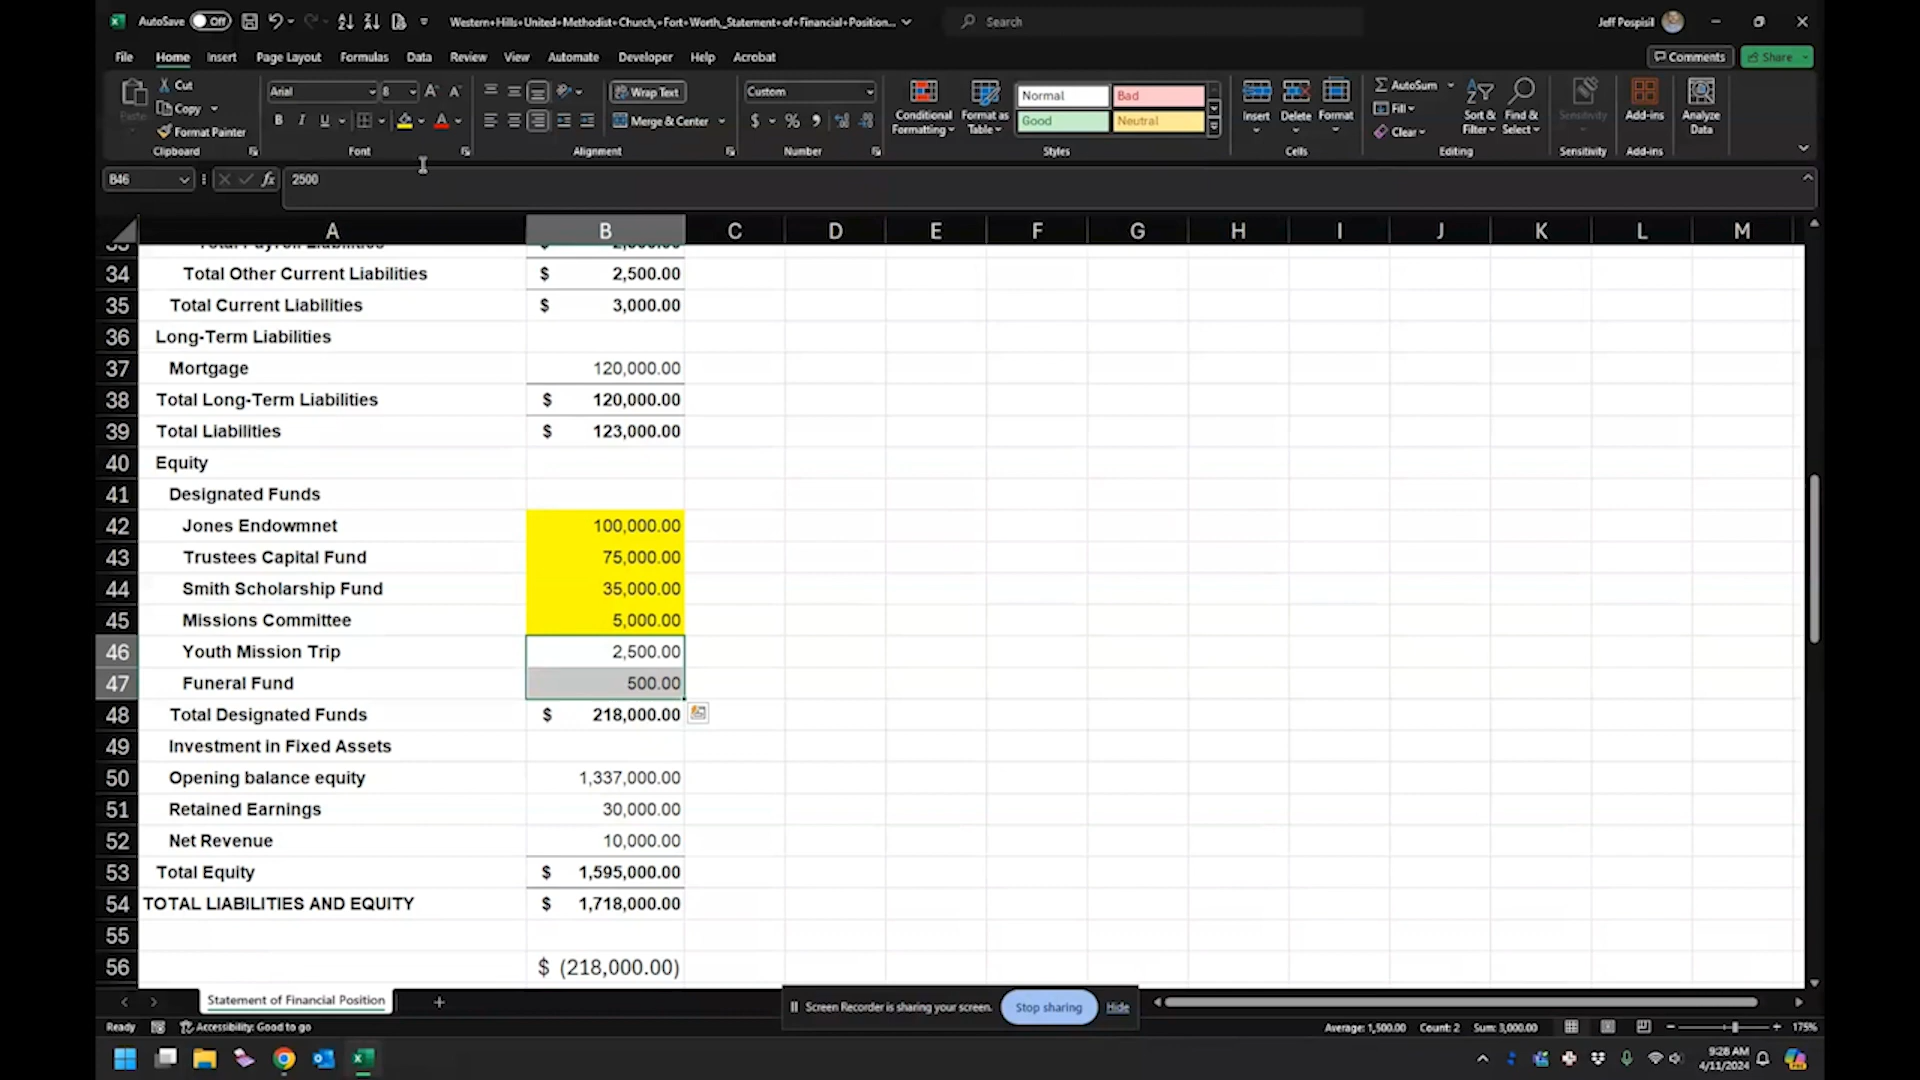 AutoSave Off Western+Hills+United+Methodist+Church,+Fort+Worth,_Statement+of+Financial+Position... Search Jeff Pospisil
File Home Insert Page Layout Formulas Data Review View Automate Developer Help Acrobat Comments Share
Cut Arial 8 Wrap Text Custom Normal Bad AutoSum
Paste Copy Conditional Formatting Format as Table Insert Delete Format Fill Sort & Filter Find & Select Sensitivity Add-ins Analyze Data
Format Painter B I U Merge & Center $ % Good Neutral Clear
Clipboard Font Alignment Number Styles Cells Editing Sensitivity Add-ins
B46 fx 2500
A B C D E F G H I J K L M
34 Total Other Current Liabilities $ 2,500.00
35 Total Current Liabilities $ 3,000.00
36 Long-Term Liabilities
37 Mortgage 120,000.00
38 Total Long-Term Liabilities $ 120,000.00
39 Total Liabilities $ 123,000.00
40 Equity
41 Designated Funds
42 Jones Endowmnet 100,000.00
43 Trustees Capital Fund 75,000.00
44 Smith Scholarship Fund 35,000.00
45 Missions Committee 5,000.00
46 Youth Mission Trip 2,500.00
47 Funeral Fund 500.00
48 Total Designated Funds $ 218,000.00
49 Investment in Fixed Assets
50 Opening balance equity 1,337,000.00
51 Retained Earnings 30,000.00
52 Net Revenue 10,000.00
53 Total Equity $ 1,595,000.00
54 TOTAL LIABILITIES AND EQUITY $ 1,718,000.00
55
56 $ (218,000.00)
Statement of Financial Position +
Screen Recorder is sharing your screen. Stop sharing Hide
Ready Accessibility: Good to go Average: 1,500.00 Count: 2 Sum: 3,000.00 175%
9:28 AM
4/11/2024